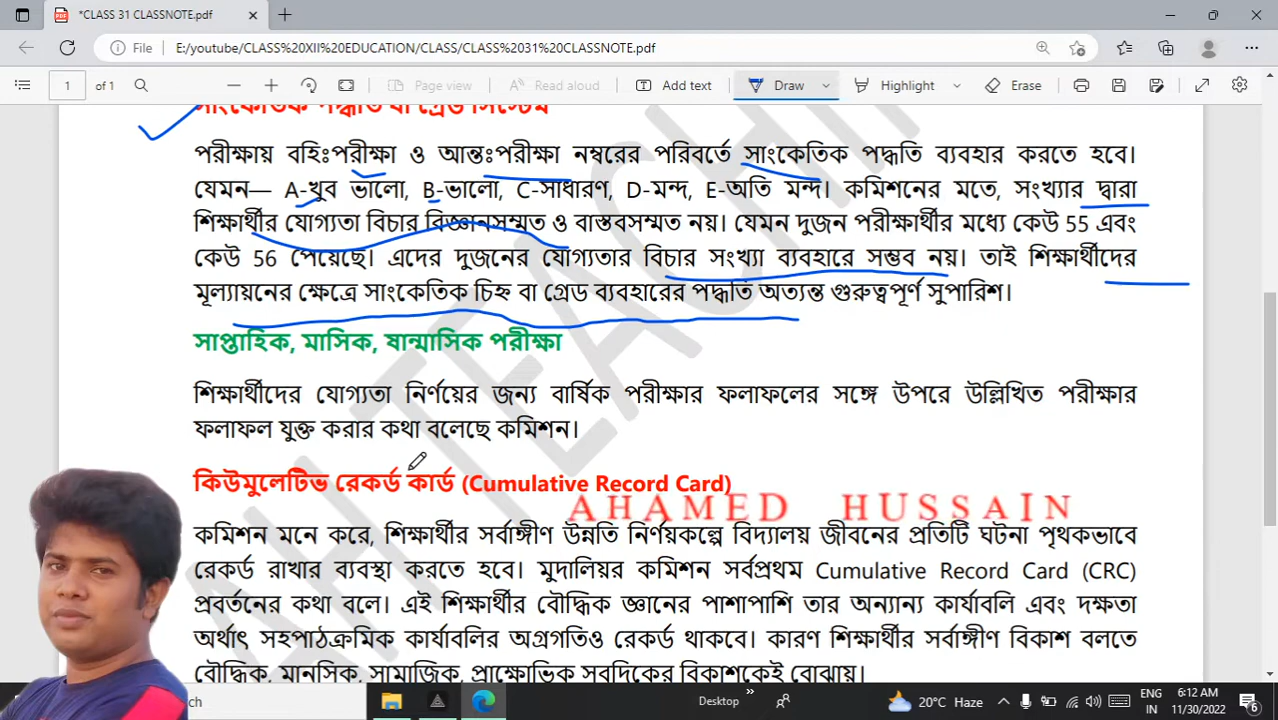 *CLASS 31 CLASSNOTE.pdf
File
E:/youtube/CLASS%20XII%20EDUCATION/CLASS/CLASS%2031%20CLASSNOTE.pdf
1 of 1
Page view
Read aloud
Add text
Draw
Highlight
Erase
সাংকেতিক পদ্ধতি বা গ্রেড সিস্টেম
পরীক্ষায় বহিঃপরীক্ষা ও আন্তঃপরীক্ষা নম্বরের পরিবর্তে সাংকেতিক পদ্ধতি ব্যবহার করতে হবে।
যেমন— A-খুব ভালো, B-ভালো, C-সাধারণ, D-মন্দ, E-অতি মন্দ। কমিশনের মতে, সংখ্যার দ্বারা
শিক্ষার্থীর যোগ্যতা বিচার বিজ্ঞানসম্মত ও বাস্তবসম্মত নয়। যেমন দুজন পরীক্ষার্থীর মধ্যে কেউ 55 এবং
কেউ 56 পেয়েছে। এদের দুজনের যোগ্যতার বিচার সংখ্যা ব্যবহারে সম্ভব নয়। তাই শিক্ষার্থীদের
মূল্যায়নের ক্ষেত্রে সাংকেতিক চিহ্ন বা গ্রেড ব্যবহারের পদ্ধতি অত্যন্ত গুরুত্বপূর্ণ সুপারিশ।
সাপ্তাহিক, মাসিক, ষান্মাসিক পরীক্ষা
শিক্ষার্থীদের যোগ্যতা নির্ণয়ের জন্য বার্ষিক পরীক্ষার ফলাফলের সঙ্গে উপরে উল্লিখিত পরীক্ষার
ফলাফল যুক্ত করার কথা বলেছে কমিশন।
কিউমুলেটিভ রেকর্ড কার্ড (Cumulative Record Card)
AHAMED HUSSAIN
কমিশন মনে করে, শিক্ষার্থীর সর্বাঙ্গীণ উন্নতি নির্ণয়কল্পে বিদ্যালয় জীবনের প্রতিটি ঘটনা পৃথকভাবে
রেকর্ড রাখার ব্যবস্থা করতে হবে। মুদালিয়র কমিশন সর্বপ্রথম Cumulative Record Card (CRC)
প্রবর্তনের কথা বলে। এই শিক্ষার্থীর বৌদ্ধিক জ্ঞানের পাশাপাশি তার অন্যান্য কার্যাবলি এবং দক্ষতা
অর্থাৎ সহপাঠক্রমিক কার্যাবলির অগ্রগতিও রেকর্ড থাকবে। কারণ শিক্ষার্থীর সর্বাঙ্গীণ বিকাশ বলতে
বৌদ্ধিক, মানসিক, সামাজিক, প্রাক্ষোভিক সবদিকের বিকাশকেই বোঝায়।
Desktop
20°C Haze
ENG
IN
6:12 AM
11/30/2022
6